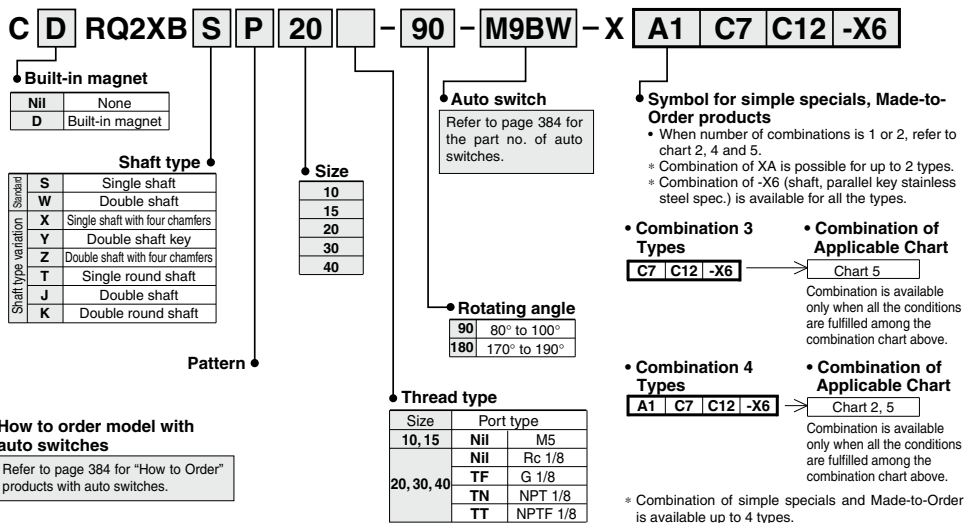 C D RQ2XB S P 20 – 90 – M9BW – X A1 C7 C12 -X6
Built-in magnet
Nil None
D Built-in magnet
Shaft type
Standard
S Single shaft
W Double shaft
Shaft type variation
X Single shaft with four chamfers
Y Double shaft key
Z Double shaft with four chamfers
T Single round shaft
J Double shaft
K Double round shaft
Pattern
How to order model with
auto switches
Refer to page 384 for “How to Order”
products with auto switches.
Size
10
15
20
30
40
Auto switch
Refer to page 384 for
the part no. of auto
switches.
Rotating angle
90 80° to 100°
180 170° to 190°
Thread type
Size Port type
10, 15 Nil M5
20, 30, 40 Nil Rc 1/8
TF G 1/8
TN NPT 1/8
TT NPTF 1/8
Symbol for simple specials, Made-to-
Order products
• When number of combinations is 1 or 2, refer to
chart 2, 4 and 5.
∗ Combination of XA is possible for up to 2 types.
∗ Combination of -X6 (shaft, parallel key stainless
steel spec.) is available for all the types.
• Combination 3
Types
C7 C12 -X6
• Combination of
Applicable Chart
Chart 5
Combination is available
only when all the conditions
are fulfilled among the
combination chart above.
• Combination 4
Types
A1 C7 C12 -X6
• Combination of
Applicable Chart
Chart 2, 5
Combination is available
only when all the conditions
are fulfilled among the
combination chart above.
∗ Combination of simple specials and Made-to-Order
is available up to 4 types.